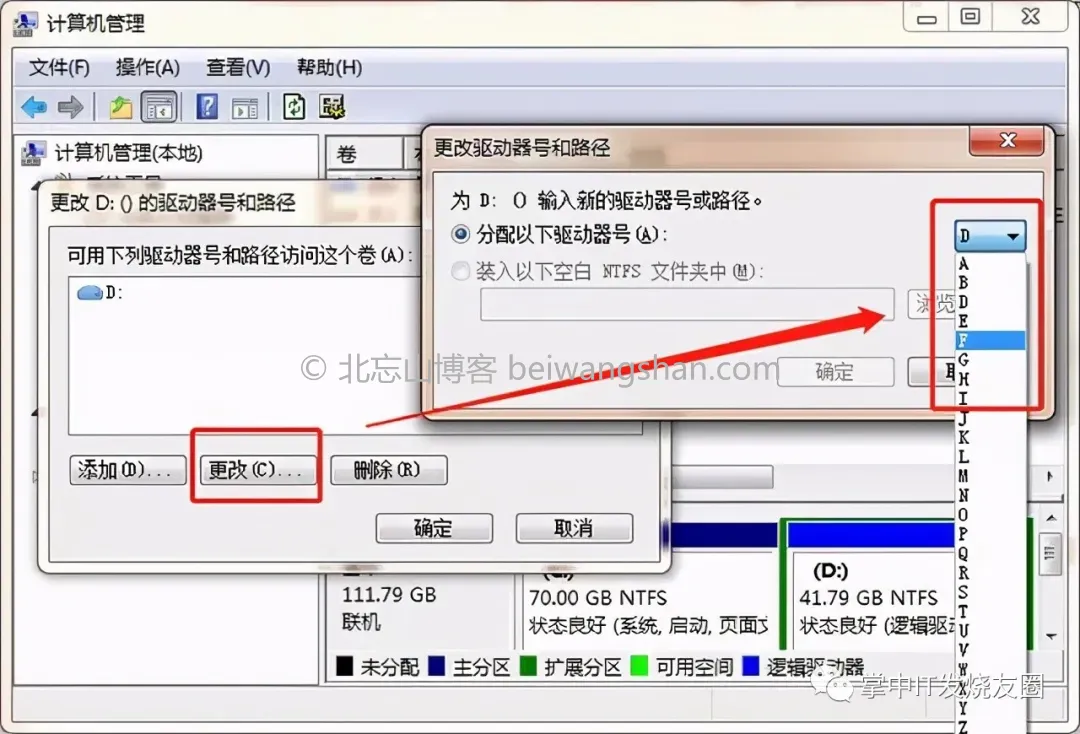 计算机管理
文件(F) 操作(A) 查看(V) 帮助(H)
计算机管理(本地)
卷
更改 D: () 的驱动器号和路径
可用下列驱动器号和路径访问这个卷(A):
D:
添加(D)... 更改(C)... 删除(R)
确定 取消
更改驱动器号和路径
为 D: () 输入新的驱动器号或路径。
分配以下驱动器号(A):
装入以下空白 NTFS 文件夹中(M):
浏览
确定
D
A
B
D
E
F
G
H
I
J
K
L
M
N
O
P
Q
R
S
T
U
V
W
X
Y
Z
© 北忘山博客 beiwangshan.com
111.79 GB
联机
70.00 GB NTFS
状态良好 (系统, 启动, 页面文
(D:)
41.79 GB NTFS
状态良好 (逻辑驱动
未分配 主分区 扩展分区 可用空间 逻辑驱动器
掌中IT发烧友圈